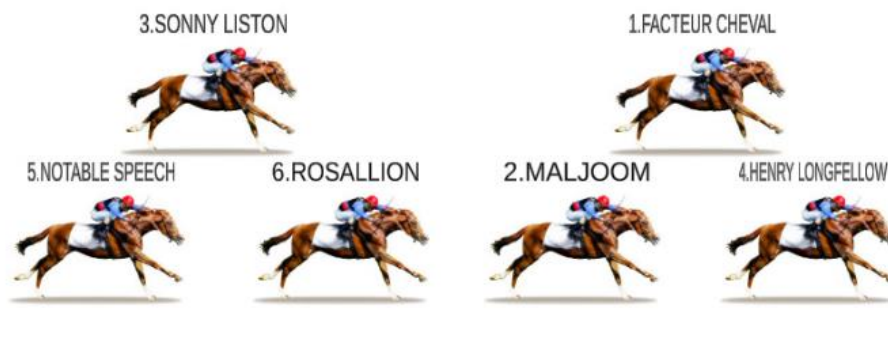 3.SONNY LISTON
1.FACTEUR CHEVAL
5.NOTABLE SPEECH
6.ROSALLION
2.MALJOOM
4.HENRY LONGFELLOW